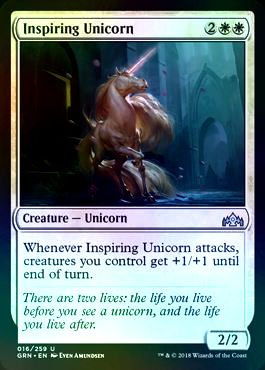 Inspiring Unicorn 2
Creature — Unicorn
Whenever Inspiring Unicorn attacks,
creatures you control get +1/+1 until
end of turn.
There are two lives: the life you live
before you see a unicorn, and the life
you live after.
2/2
016/259 U
GRN • EN Even Amundsen
™ & © 2018 Wizards of the Coast